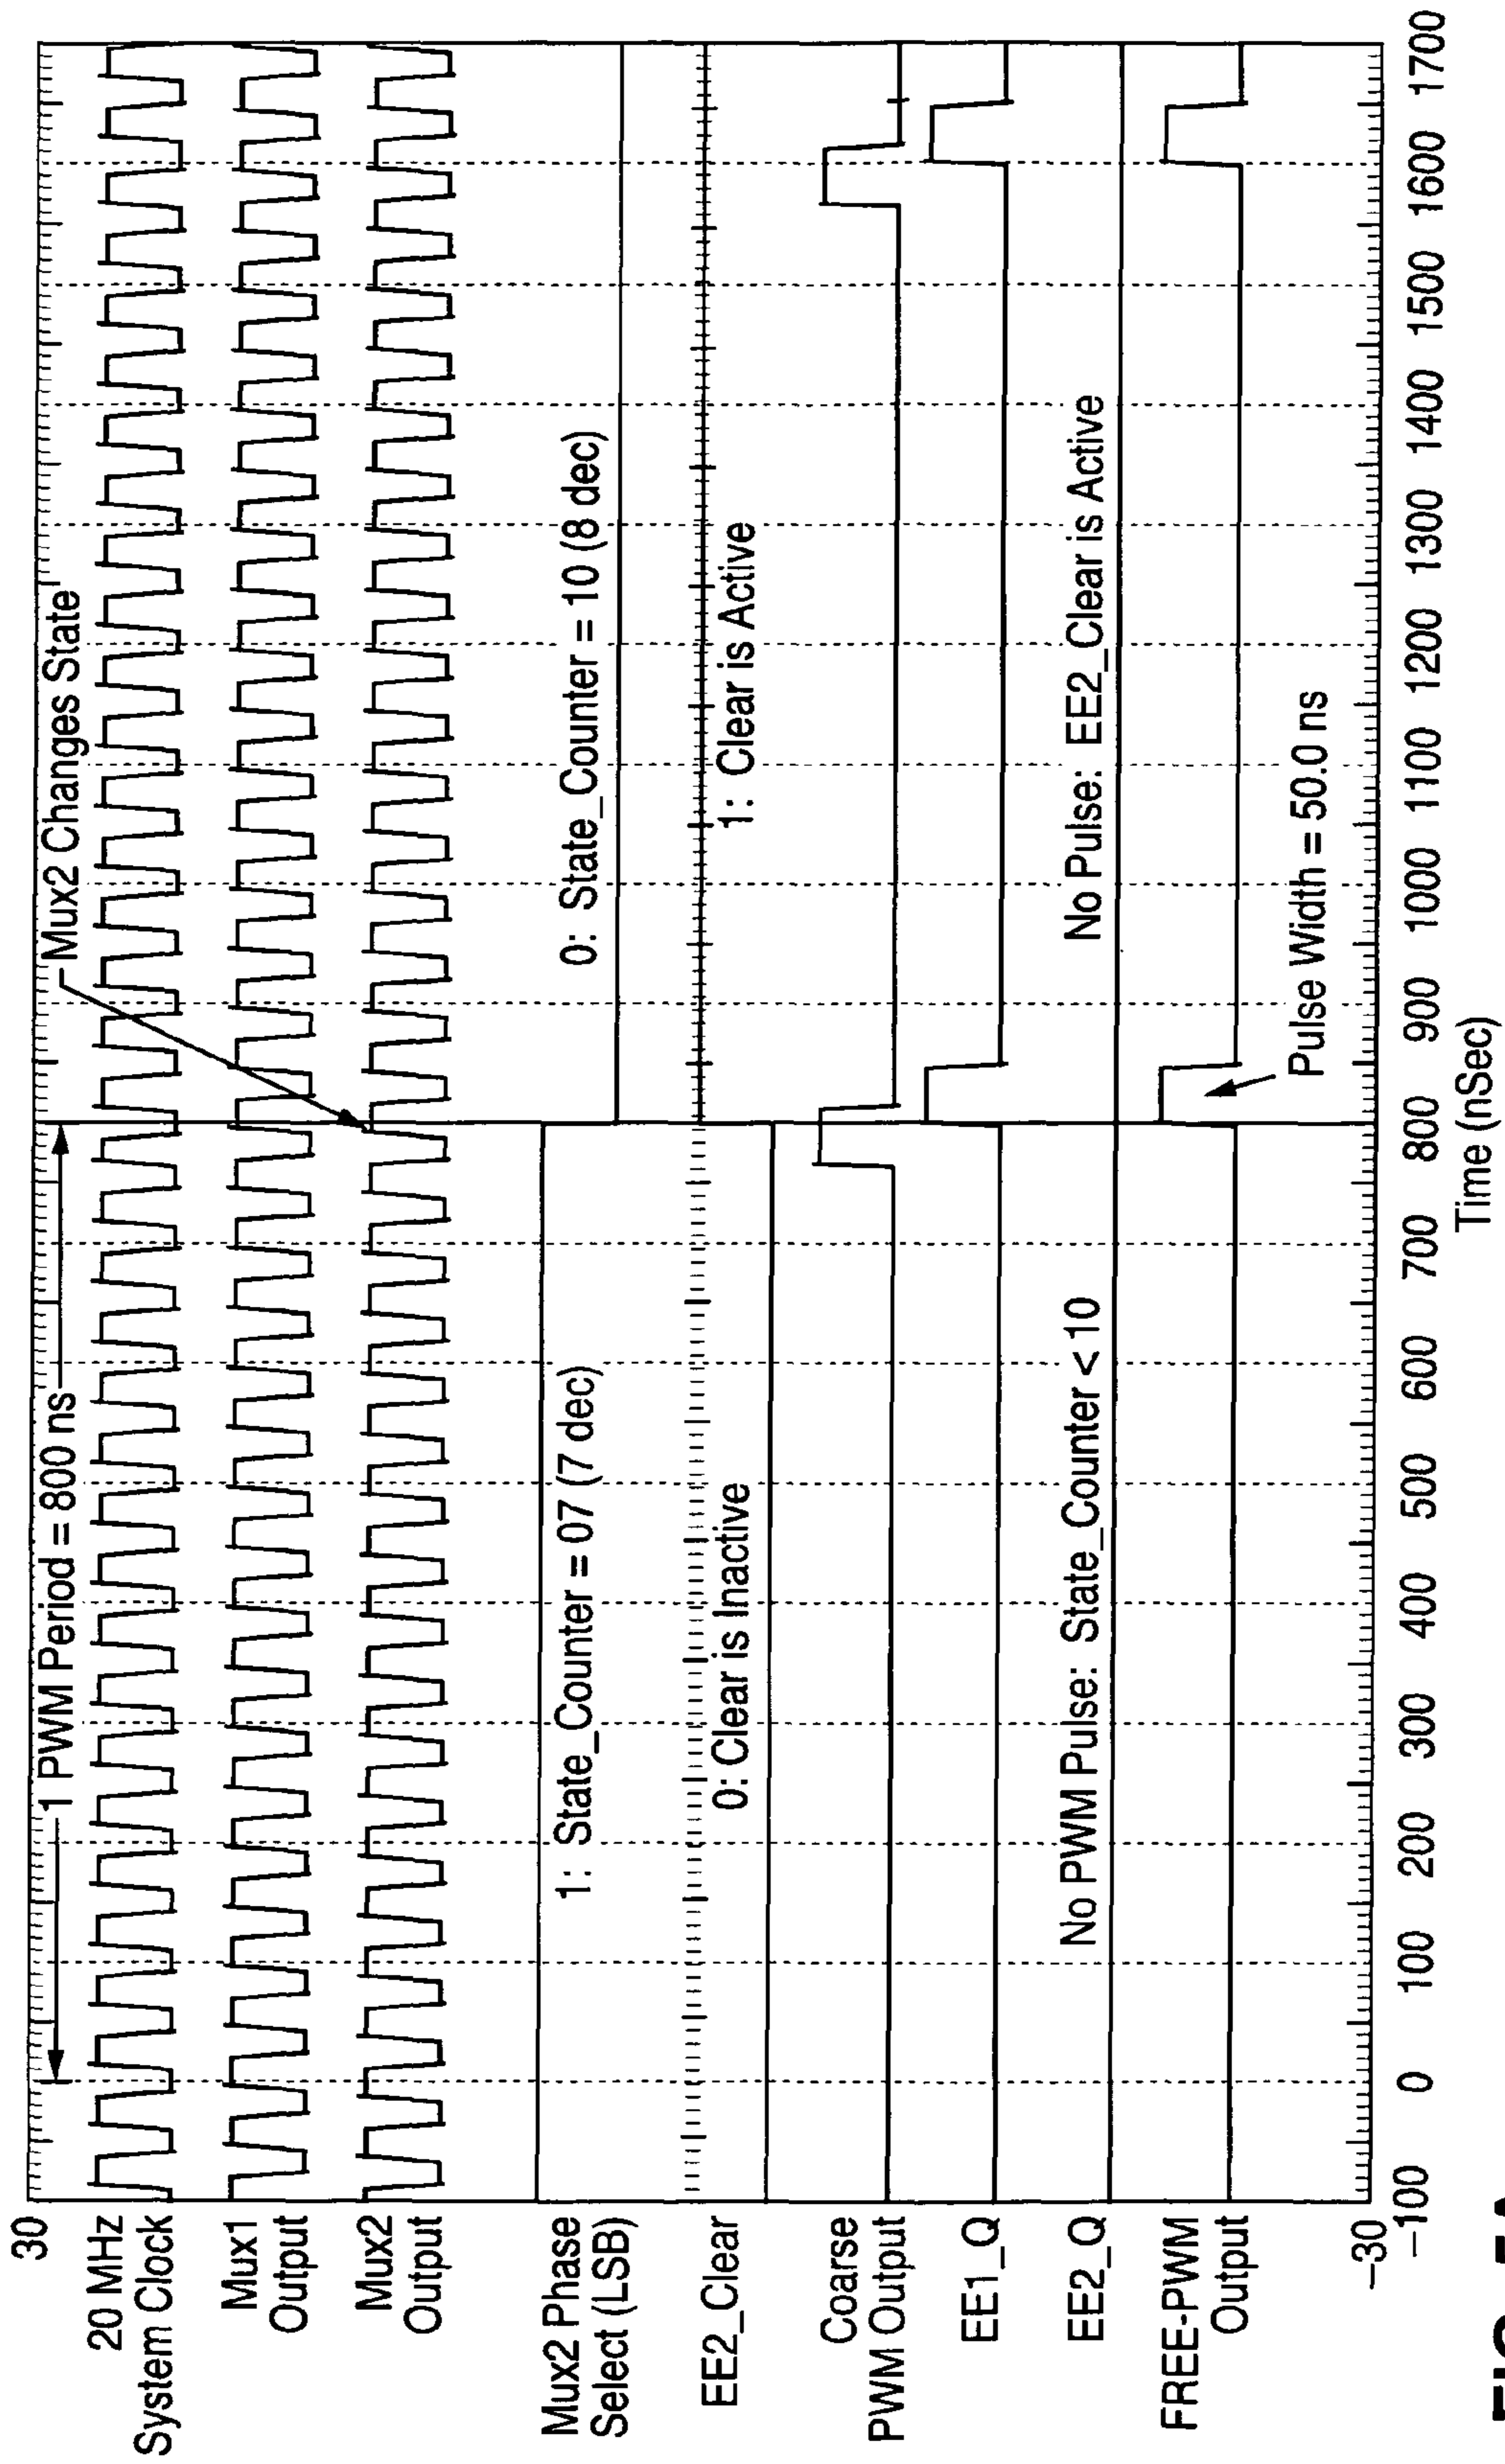 30
20 MHz
System Clock
Mux1
Output
Mux2
Output
Mux2 Phase
Select (LSB)
EE2_Clear
Coarse
PWM Output
EE1_Q
EE2_Q
FREE-PWM
Output
-30
1 PWM Period = 800 ns
Mux2 Changes State
1: State_Counter = 07 (7 dec)
0: State_Counter = 10 (8 dec)
0: Clear is Inactive
1: Clear is Active
No PWM Pulse: State_Counter < 10
No Pulse: EE2_Clear is Active
Pulse Width = 50.0 ns
-100 0 100 200 300 400 500 600 700 800 900 1000 1100 1200 1300 1400 1500 1600 1700
Time (nSec)